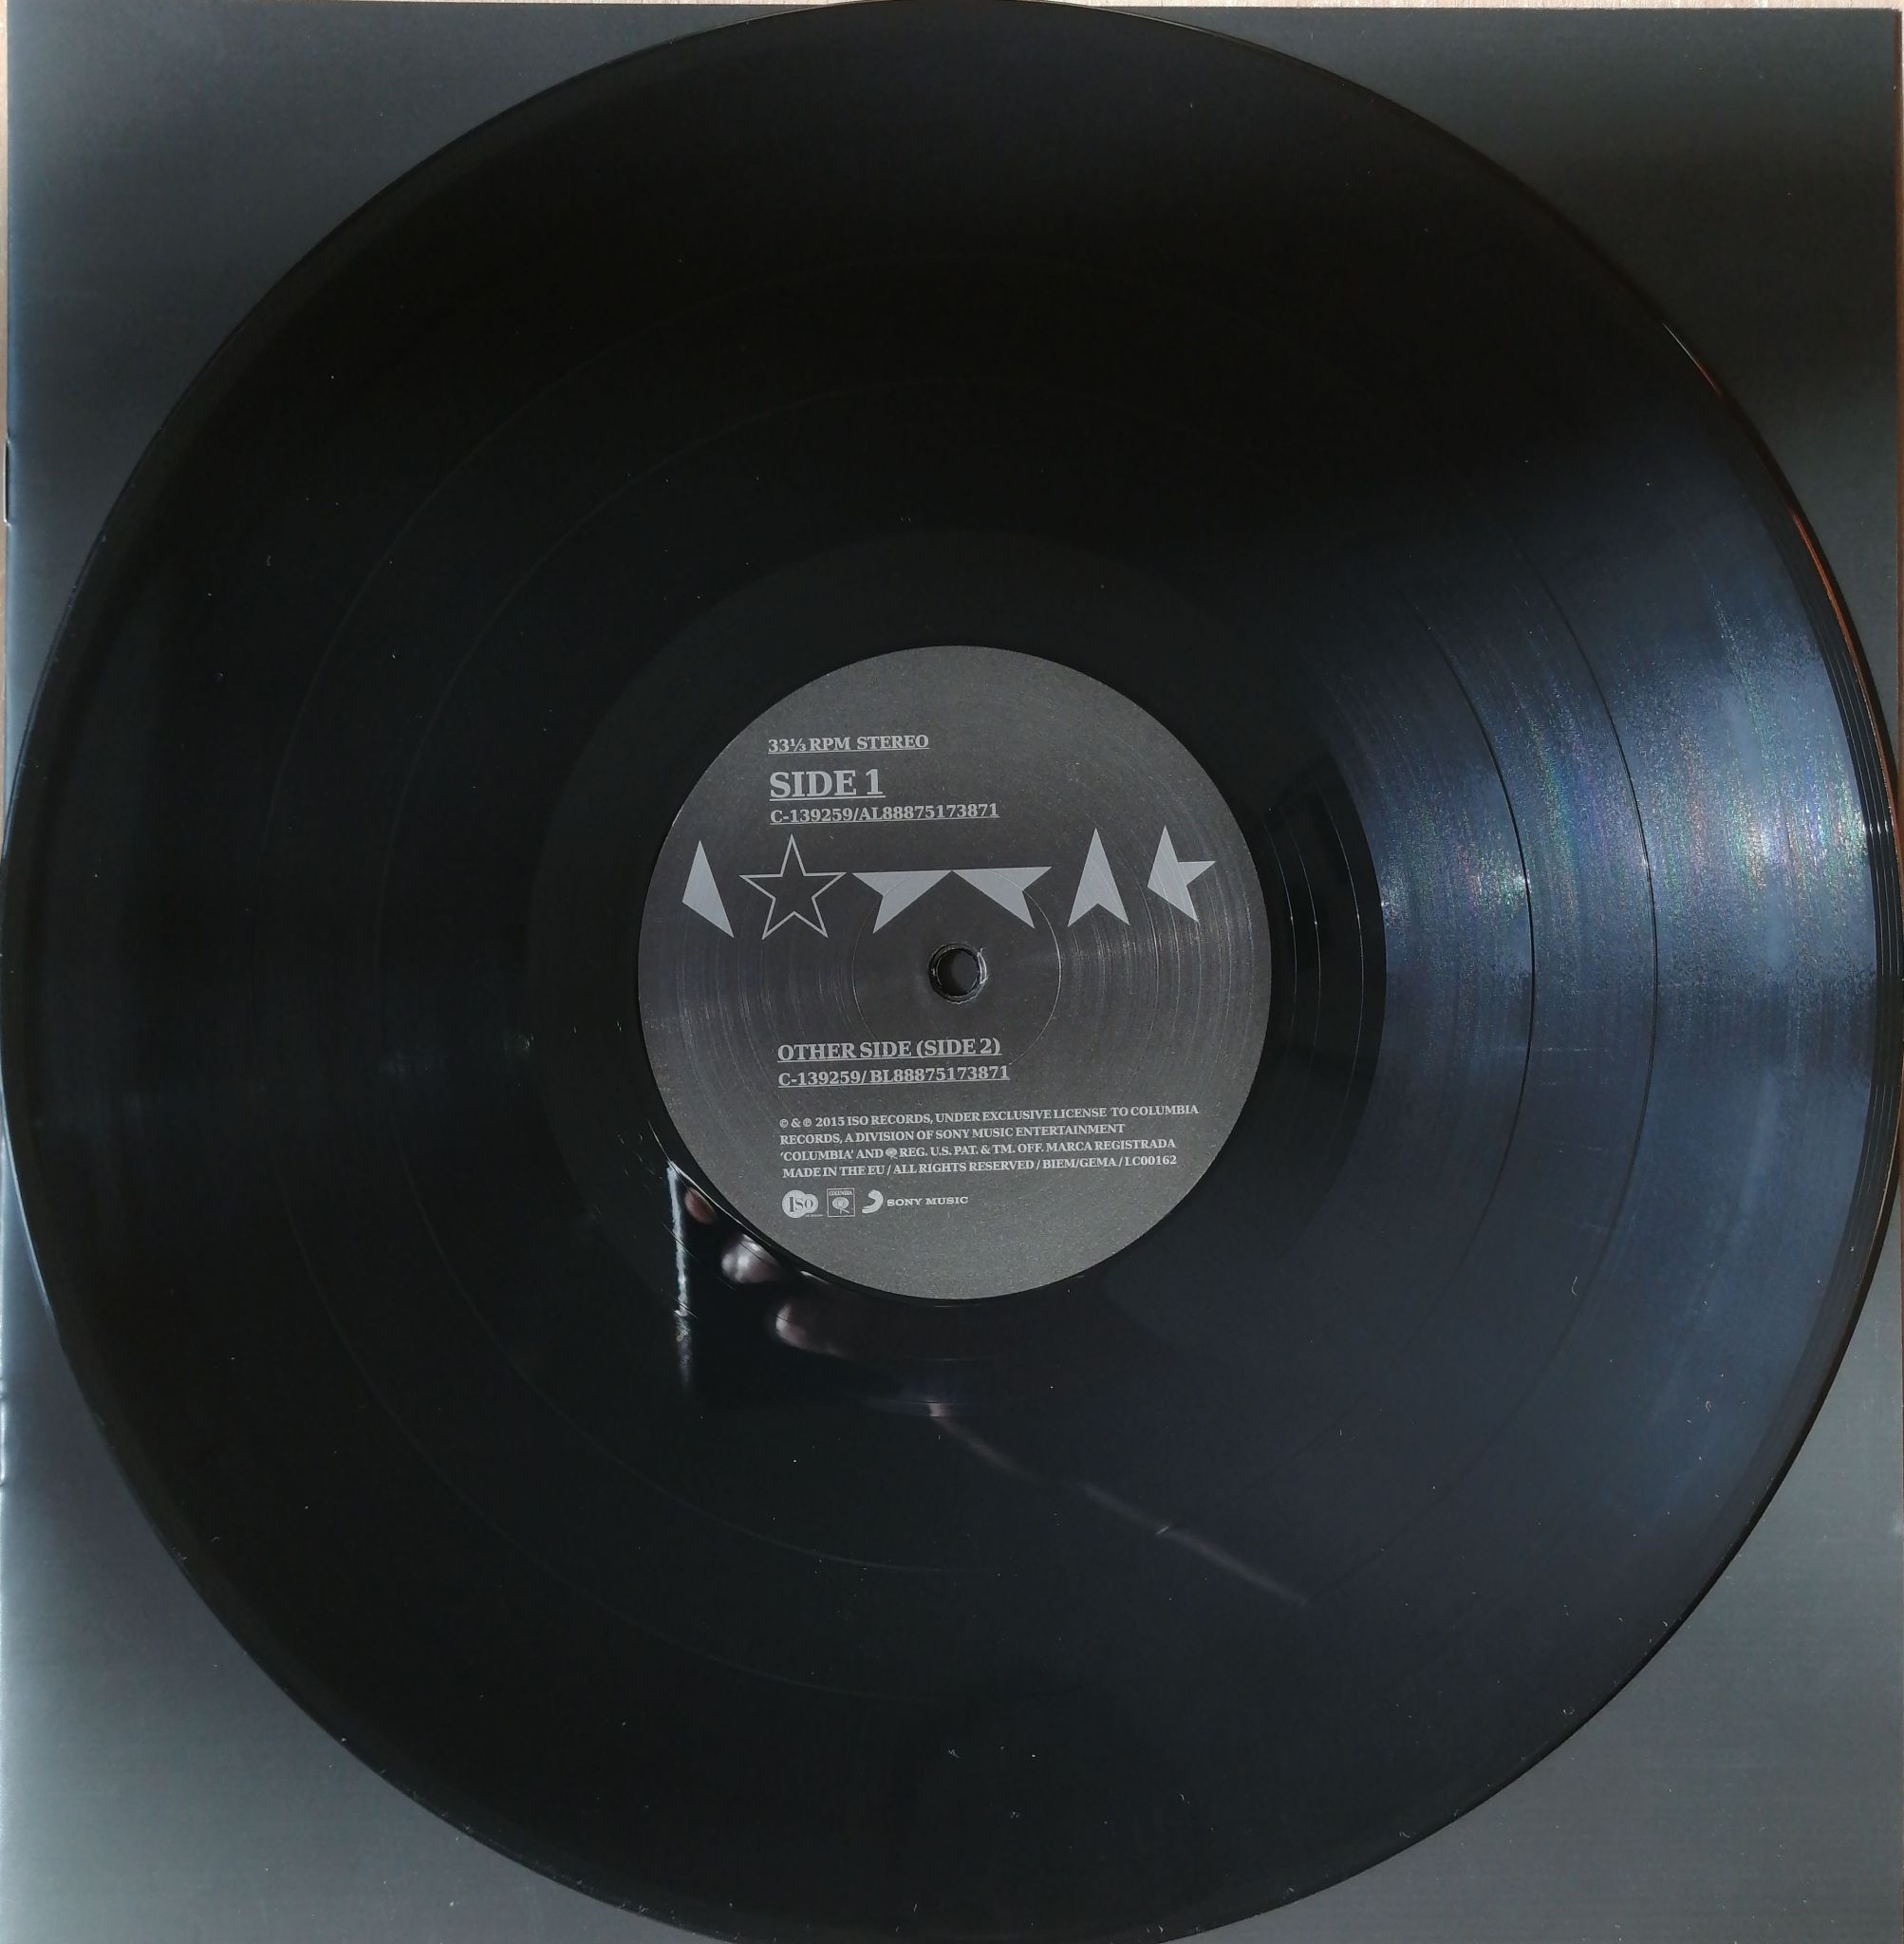 33⅓ RPM STEREO
SIDE 1
C-139259/AL88875173871
OTHER SIDE (SIDE 2)
C-139259/ BL88875173871
© & ℗ 2015 ISO RECORDS, UNDER EXCLUSIVE LICENSE TO COLUMBIA
RECORDS, A DIVISION OF SONY MUSIC ENTERTAINMENT
'COLUMBIA' AND REG. U.S. PAT. & TM. OFF. MARCA REGISTRADA
MADE IN THE EU / ALL RIGHTS RESERVED / BIEM/GEMA / LC00162
ISO COLUMBIA SONY MUSIC